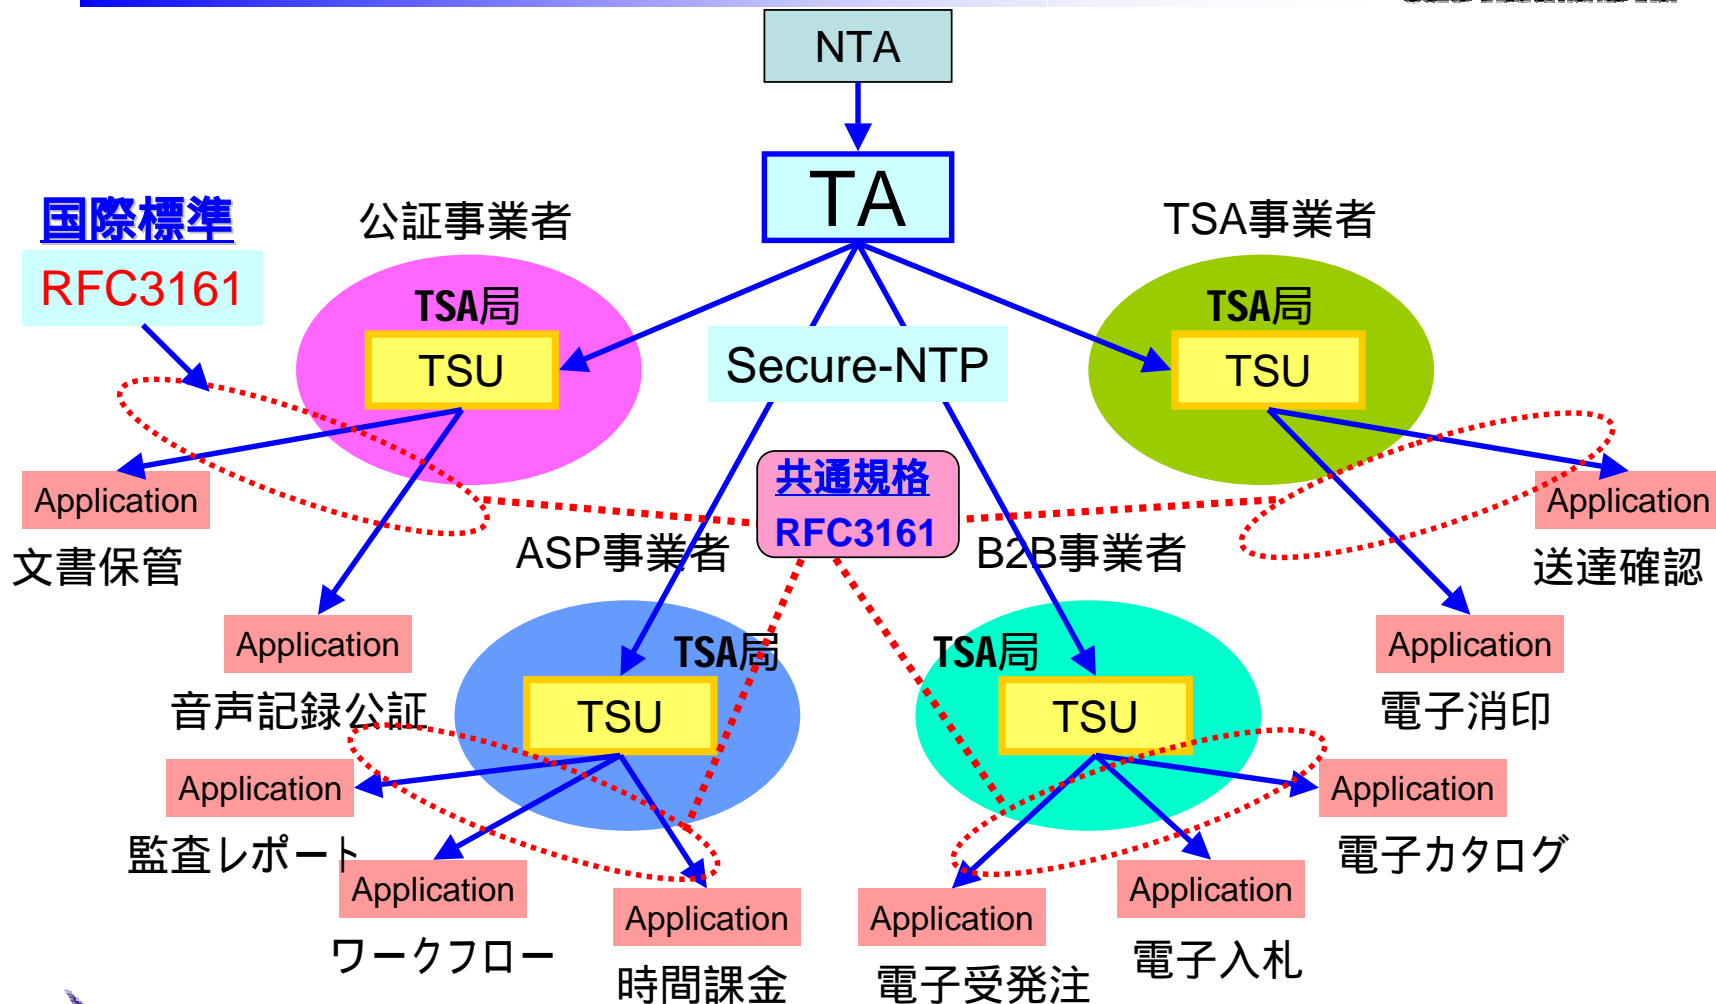 NTA
TA
国際標準
RFC3161
公証事業者
TSA事業者
TSA局
TSU
TSA局
TSU
Secure-NTP
共通規格
RFC3161
Application
文書保管
ASP事業者
B2B事業者
Application
送達確認
Application
音声記録公証
TSA局
TSU
TSA局
TSU
Application
電子消印
Application
監査レポート
Application
ワークフロー
Application
時間課金
Application
電子受発注
Application
電子入札
Application
電子カタログ